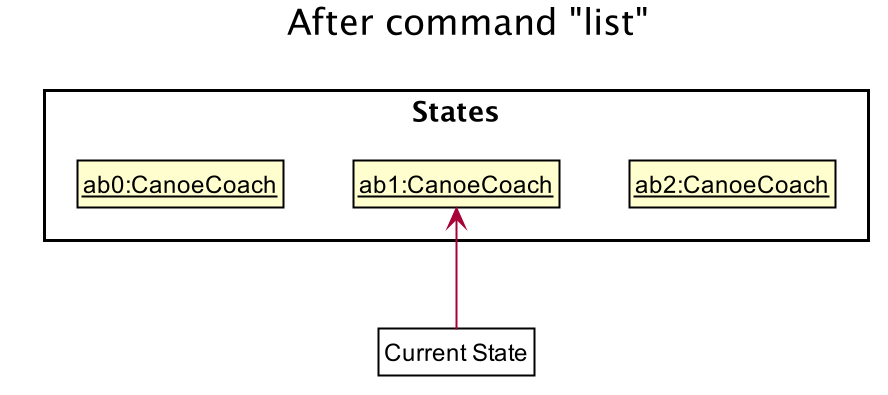 After command "list"
States
ab0:CanoeCoach
ab1:CanoeCoach
ab2:CanoeCoach
Current State